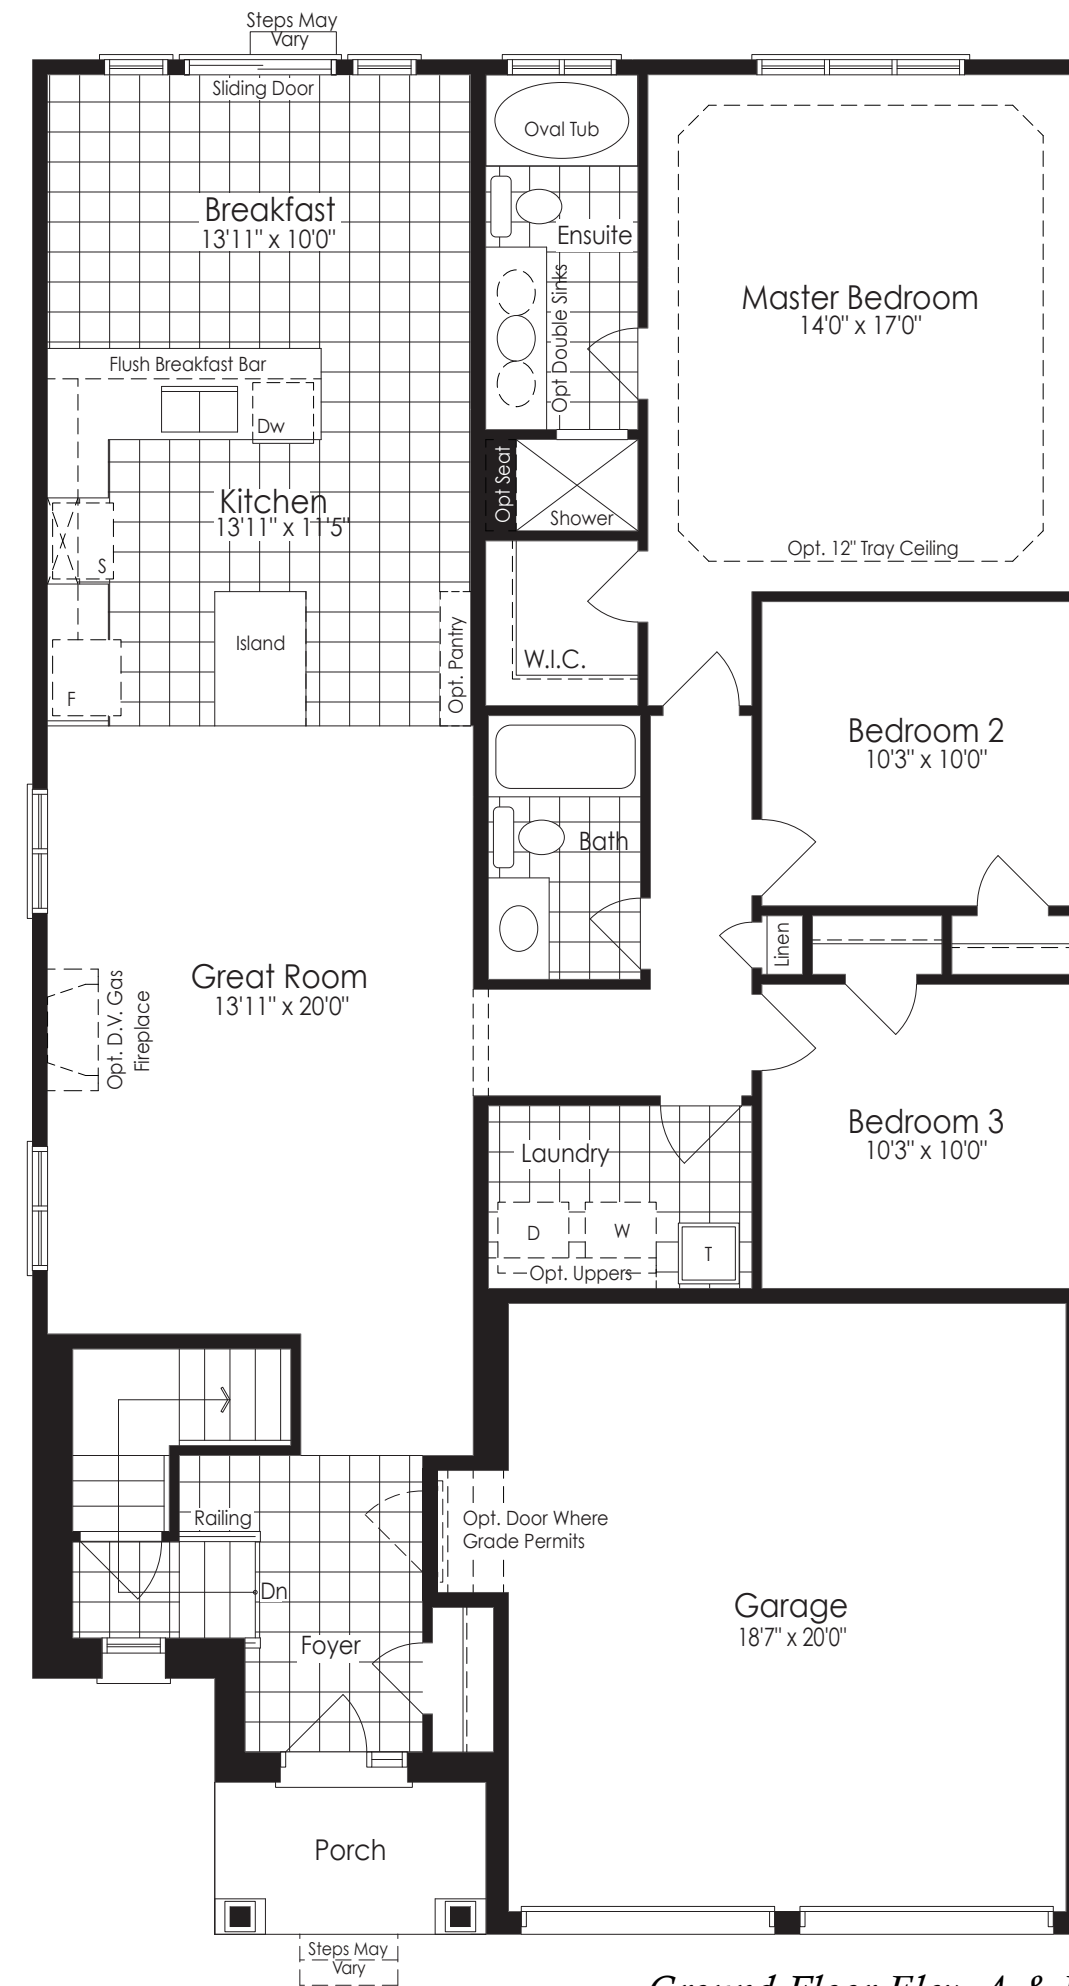 Steps May
Vary
Sliding Door
Oval Tub
Breakfast
13'11" x 10'0"
Ensuite
Opt Double Sinks
Master Bedroom
14'0" x 17'0"
Flush Breakfast Bar
Dw
Opt Seat
Kitchen
13'11" x 11'5"
Shower
Opt. 12" Tray Ceiling
S
Island
Opt. Pantry
W.I.C.
F
Bedroom 2
10'3" x 10'0"
Bath
Linen
Great Room
13'11" x 20'0"
Opt. D.V. Gas
Fireplace
Bedroom 3
10'3" x 10'0"
Laundry
D
W
T
Opt. Uppers
Railing
Opt. Door Where
Grade Permits
Dn
Foyer
Garage
18'7" x 20'0"
Porch
Steps May
Vary
Ground Floor Elev. A &